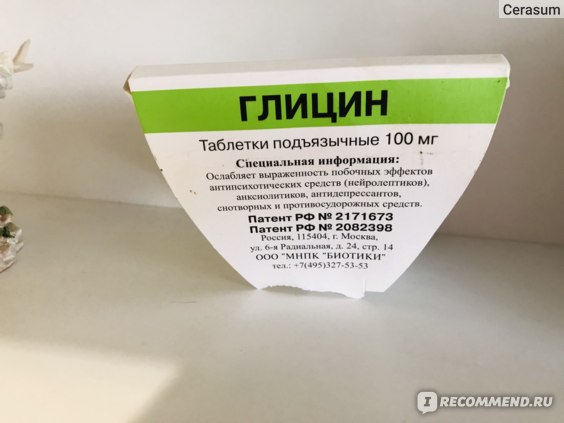 Cerasum
ГЛИЦИН
Таблетки подъязычные 100 мг
Специальная информация:
Ослабляет выраженность побочных эффектов
антипсихотических средств (нейролептиков),
анксиолитиков, антидепрессантов,
снотворных и противосудорожных средств.
Патент РФ № 2171673
Патент РФ № 2082398
Россия, 115404, г. Москва,
ул. 6-я Радиальная, д. 24, стр. 14
ООО "МНПК "БИОТИКИ"
тел.: +7(495)327-53-53
IRECOMMEND.RU